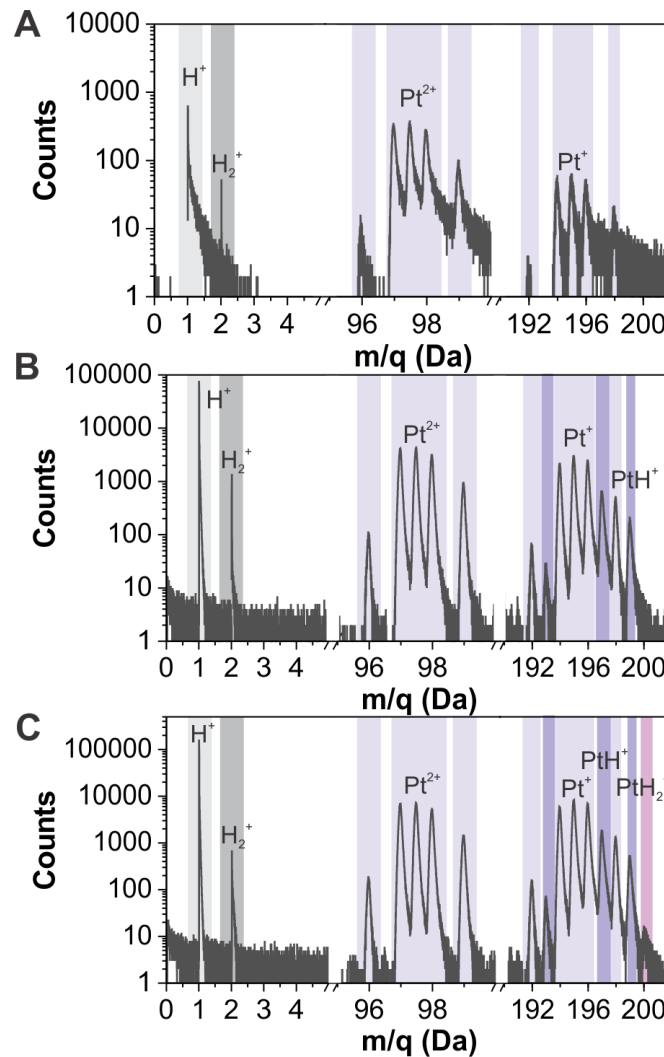 A
10000
1000
100
10
1
Counts
H⁺
H₂⁺
Pt²⁺
Pt⁺
0 1 2 3 4 96 98 192 196 200
m/q (Da)
B
100000
10000
1000
100
10
1
Counts
H⁺
H₂⁺
Pt²⁺
Pt⁺
PtH⁺
0 1 2 3 4 96 98 192 196 200
m/q (Da)
C
100000
10000
1000
100
10
1
Counts
H⁺
H₂⁺
Pt²⁺
PtH⁺
Pt⁺
PtH₂
0 1 2 3 4 96 98 192 196 200
m/q (Da)